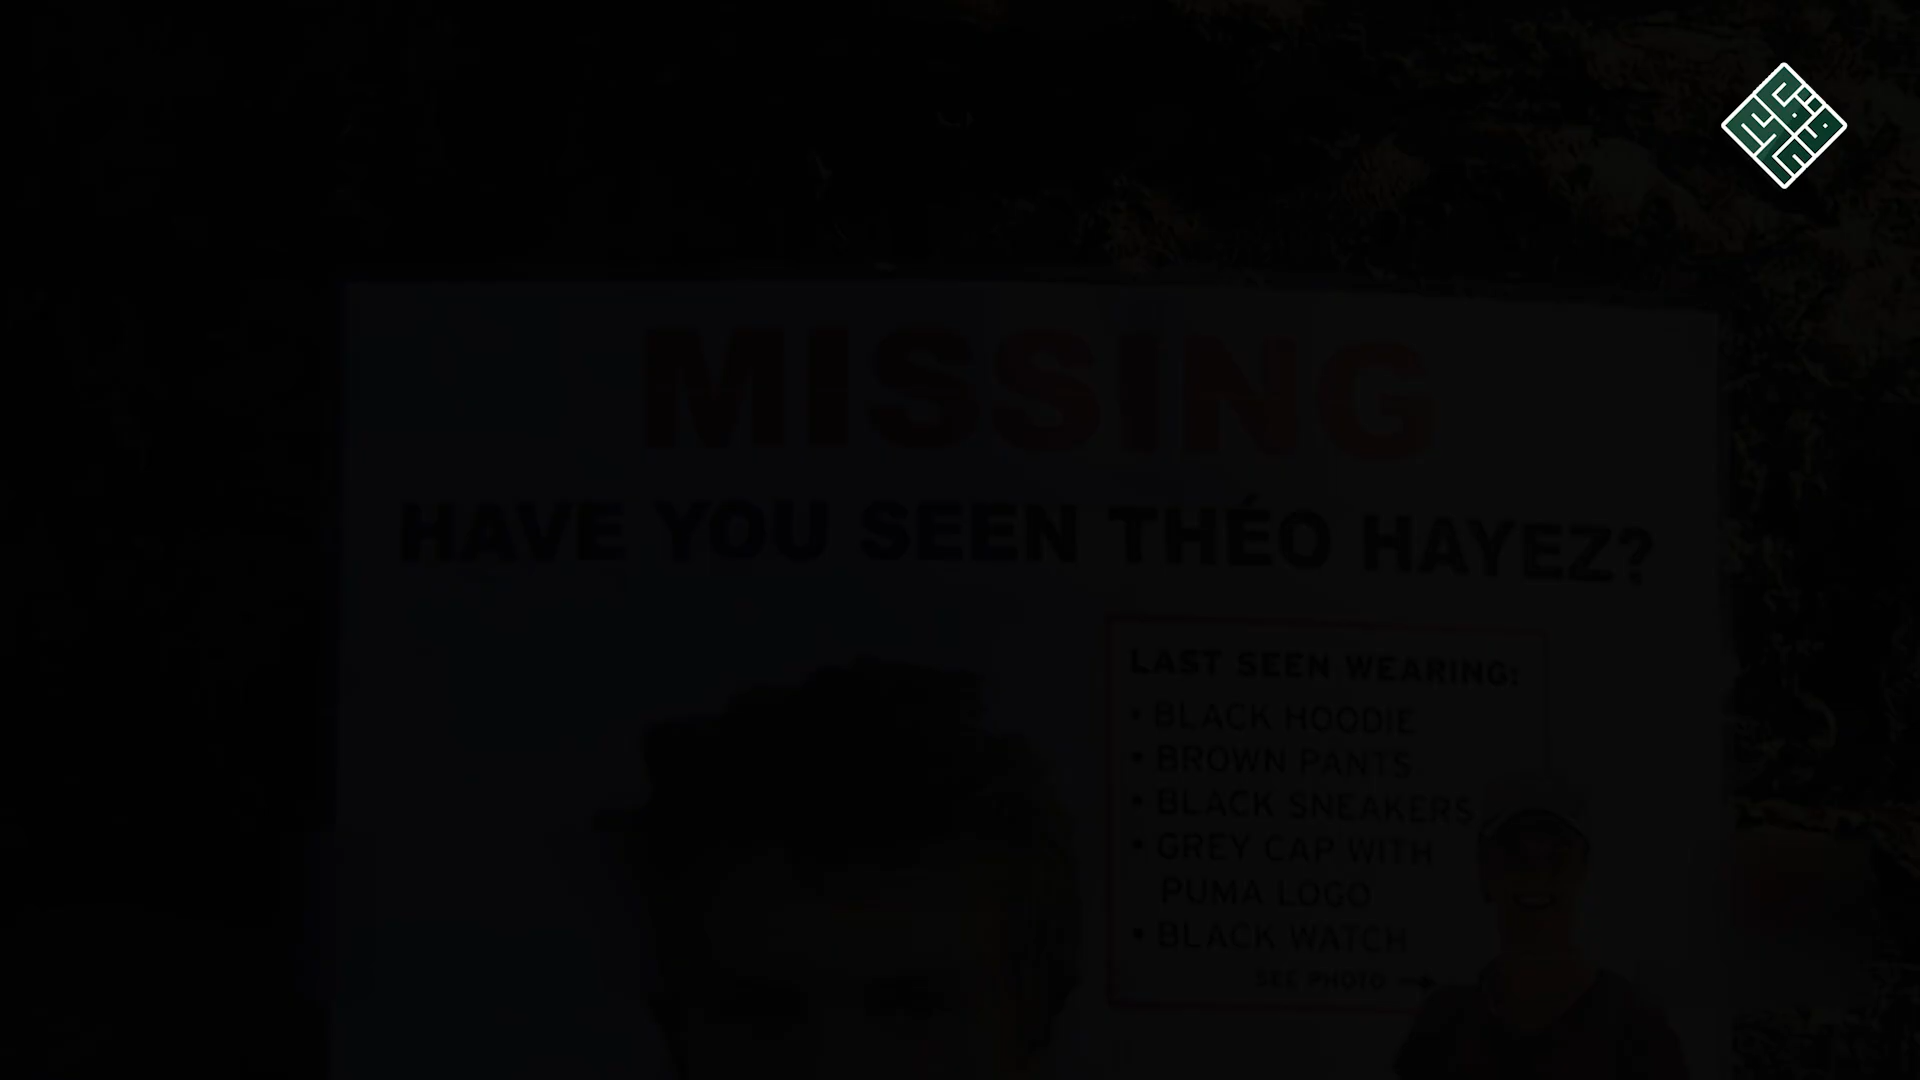 MISSING
HAVE YOU SEEN THÉO HAYEZ?
LAST SEEN WEARING:
• BLACK HOODIE
• BROWN PANTS
• BLACK SNEAKERS
• GREY CAP WITH
PUMA LOGO
• BLACK WATCH
SEE PHOTO →